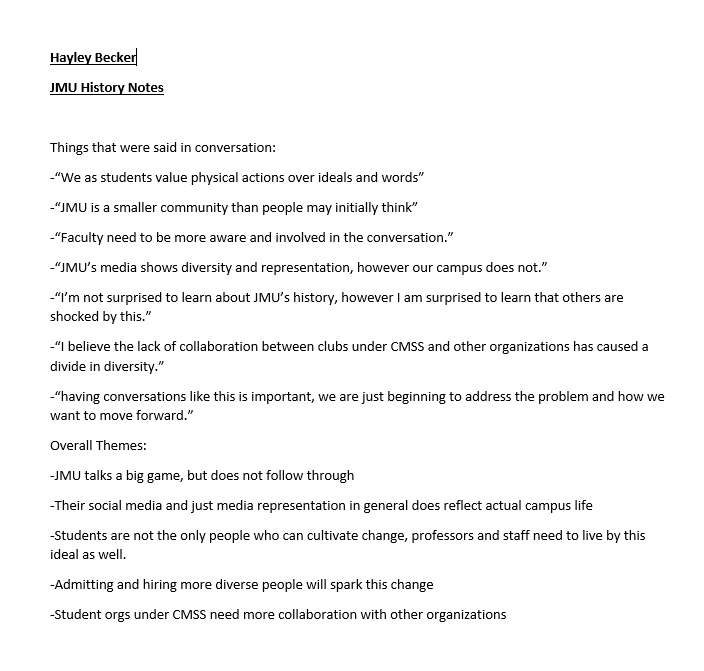 Hayley Becker
JMU History Notes
Things that were said in conversation:
-“We as students value physical actions over ideals and words”
-“JMU is a smaller community than people may initially think”
-“Faculty need to be more aware and involved in the conversation.”
-“JMU’s media shows diversity and representation, however our campus does not.”
-“I’m not surprised to learn about JMU’s history, however I am surprised to learn that others are
shocked by this.”
-“I believe the lack of collaboration between clubs under CMSS and other organizations has caused a
divide in diversity.”
-“having conversations like this is important, we are just beginning to address the problem and how we
want to move forward.”
Overall Themes:
-JMU talks a big game, but does not follow through
-Their social media and just media representation in general does reflect actual campus life
-Students are not the only people who can cultivate change, professors and staff need to live by this
ideal as well.
-Admitting and hiring more diverse people will spark this change
-Student orgs under CMSS need more collaboration with other organizations